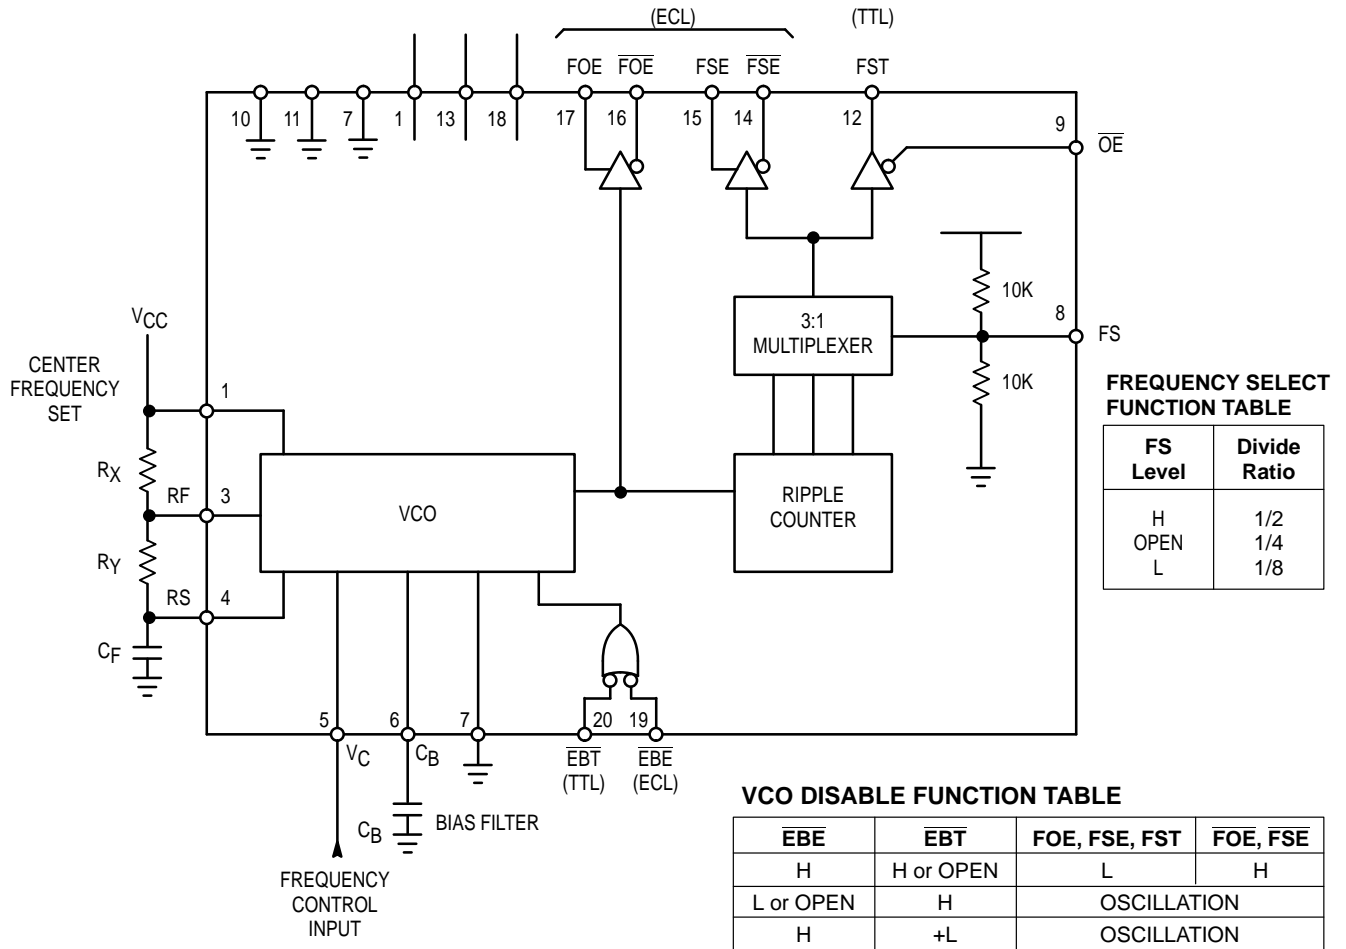 (ECL)
(TTL)
FOE
FOE
FSE
FSE
FST
10
11
7
1
13
18
17
16
15
14
12
9
OE
10K
8
FS
10K
3:1
MULTIPLEXER
VCC
CENTER
FREQUENCY
SET
1
RX
RF
3
RY
RS
4
CF
VCO
RIPPLE
COUNTER
FREQUENCY SELECT
FUNCTION TABLE
FS
Level
Divide
Ratio
H
1/2
OPEN
1/4
L
1/8
5
6
7
20
19
VC
CB
EBT
(TTL)
EBE
(ECL)
CB
BIAS FILTER
FREQUENCY
CONTROL
INPUT
VCO DISABLE FUNCTION TABLE
EBE
EBT
FOE, FSE, FST
FOE, FSE
H
H or OPEN
L
H
L or OPEN
H
OSCILLATION
H
+L
OSCILLATION